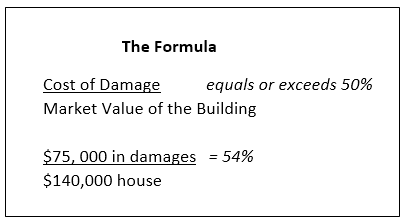 The Formula
Cost of Damage equals or exceeds 50%
Market Value of the Building
$75, 000 in damages = 54%
$140,000 house